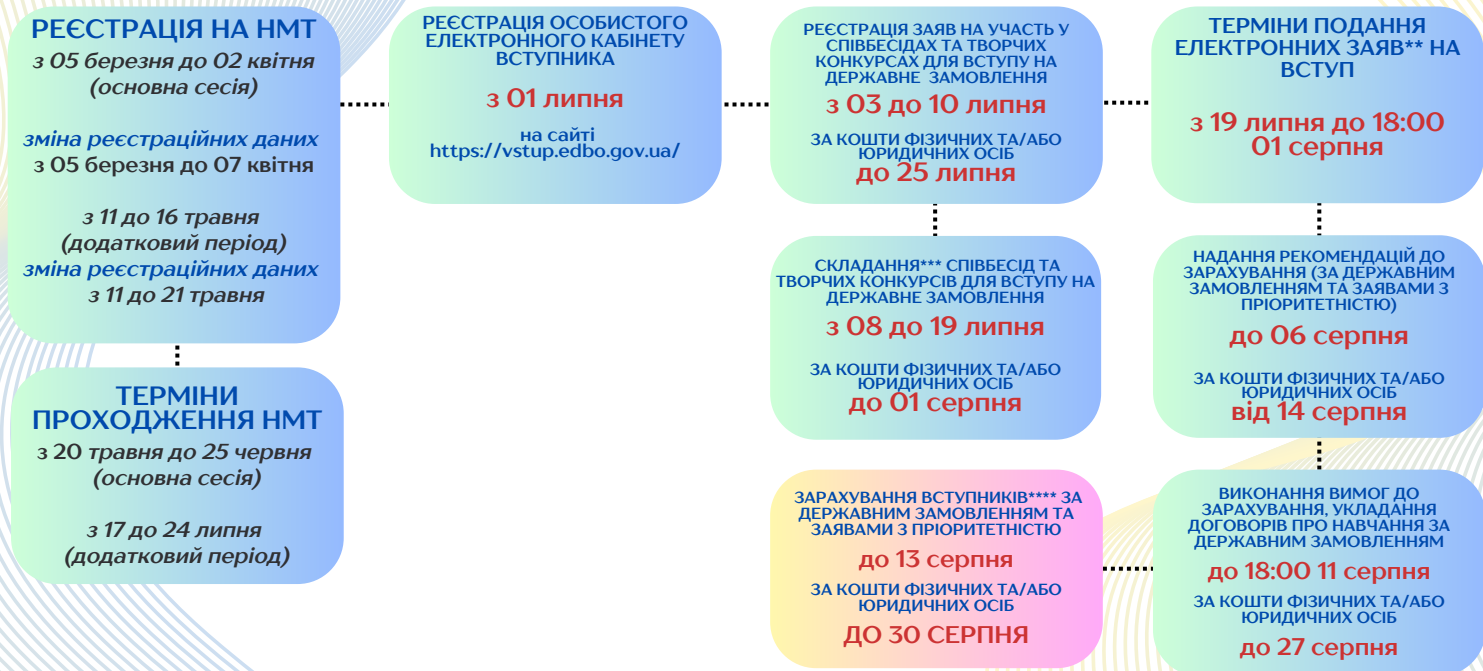 РЕЄСТРАЦІЯ НА НМТ
з 05 березня до 02 квітня
(основна сесія)
зміна реєстраційних даних
з 05 березня до 07 квітня
з 11 до 16 травня
(додатковий період)
зміна реєстраційних даних
з 11 до 21 травня
ТЕРМІНИ
ПРОХОДЖЕННЯ НМТ
з 20 травня до 25 червня
(основна сесія)
з 17 до 24 липня
(додатковий період)
РЕЄСТРАЦІЯ ОСОБИСТОГО
ЕЛЕКТРОННОГО КАБІНЕТУ
ВСТУПНИКА
з 01 липня
на сайті
https://vstup.edbo.gov.ua/
РЕЄСТРАЦІЯ ЗАЯВ НА УЧАСТЬ У
СПІВБЕСІДАХ ТА ТВОРЧИХ
КОНКУРСАХ ДЛЯ ВСТУПУ НА
ДЕРЖАВНЕ ЗАМОВЛЕННЯ
з 03 до 10 липня
ЗА КОШТИ ФІЗИЧНИХ ТА/АБО
ЮРИДИЧНИХ ОСІБ
до 25 липня
СКЛАДАННЯ*** СПІВБЕСІД ТА
ТВОРЧИХ КОНКУРСІВ ДЛЯ ВСТУПУ НА
ДЕРЖАВНЕ ЗАМОВЛЕННЯ
з 08 до 19 липня
ЗА КОШТИ ФІЗИЧНИХ ТА/АБО
ЮРИДИЧНИХ ОСІБ
до 01 серпня
ТЕРМІНИ ПОДАННЯ
ЕЛЕКТРОННИХ ЗАЯВ** НА
ВСТУП
з 19 липня до 18:00
01 серпня
НАДАННЯ РЕКОМЕНДАЦІЙ ДО
ЗАРАХУВАННЯ (ЗА ДЕРЖАВНИМ
ЗАМОВЛЕННЯМ ТА ЗАЯВАМИ З
ПРІОРИТЕТНІСТЮ)
до 06 серпня
ЗА КОШТИ ФІЗИЧНИХ ТА/АБО
ЮРИДИЧНИХ ОСІБ
від 14 серпня
ВИКОНАННЯ ВИМОГ ДО
ЗАРАХУВАННЯ, УКЛАДАННЯ
ДОГОВОРІВ ПРО НАВЧАННЯ ЗА
ДЕРЖАВНИМ ЗАМОВЛЕННЯМ
до 18:00 11 серпня
ЗА КОШТИ ФІЗИЧНИХ ТА/АБО
ЮРИДИЧНИХ ОСІБ
до 27 серпня
ЗАРАХУВАННЯ ВСТУПНИКІВ**** ЗА
ДЕРЖАВНИМ ЗАМОВЛЕННЯМ ТА
ЗАЯВАМИ З ПРІОРИТЕТНІСТЮ
до 13 серпня
ЗА КОШТИ ФІЗИЧНИХ ТА/АБО
ЮРИДИЧНИХ ОСІБ
ДО 30 СЕРПНЯ